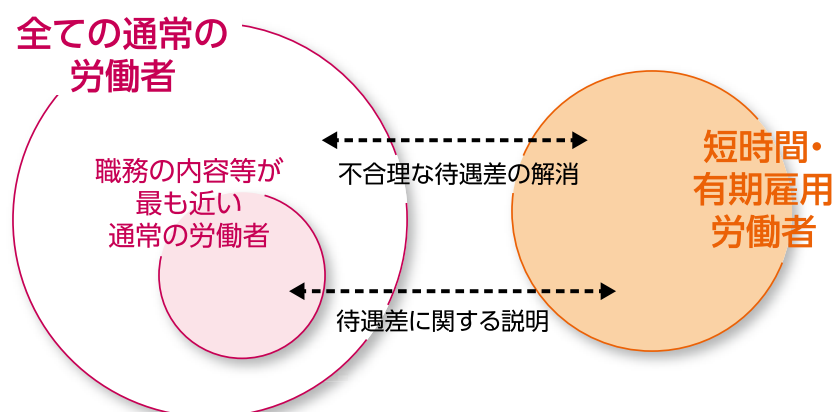 全ての通常の
労働者
職務の内容等が
最も近い
通常の労働者
不合理な待遇差の解消
待遇差に関する説明
短時間・
有期雇用
労働者